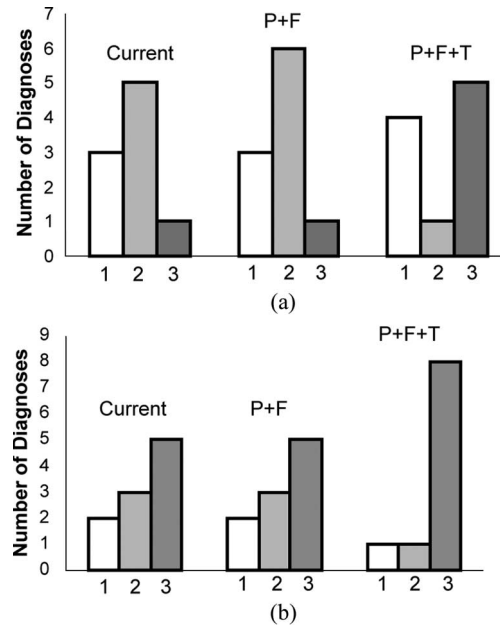 7
P+F
6
Current
P+F+T
5
4
3
2
1
0
Number of Diagnoses
1 2 3 1 2 3 1 2 3
(a)
9
P+F+T
8
7
Current P+F
6
5
4
3
2
1
0
Number of Diagnoses
1 2 3 1 2 3 1 2 3
(b)